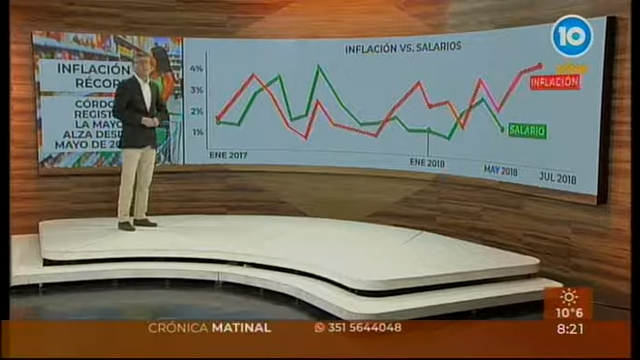 10
INFLACIÓN VS. SALARIOS
INFLACIÓN
RÉCOR
CÓRDO
REGIST
LA MAYO
ALZA DESD
MAYO DE 20
4%
3%
2%
1%
INFLACIÓN
SALARIO
ENE 2017
ENE 2018
MAY 2018
JUL 2018
10°6
CRÓNICA MATINAL
351 5644048
8:21